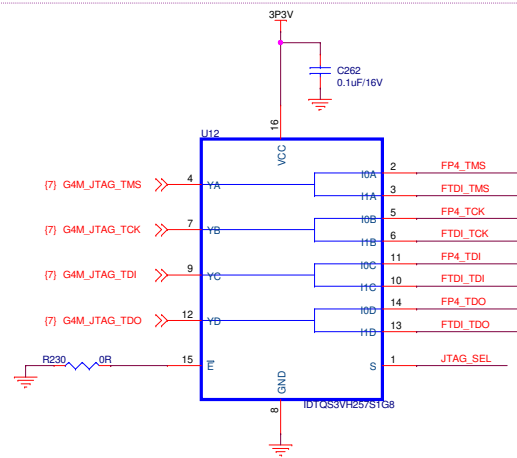 3P3V
C262
0.1uF/16V
U12
16
VCC
{7} G4M_JTAG_TMS
4
YA
I0A
2
FP4_TMS
I1A
3
FTDI_TMS
{7} G4M_JTAG_TCK
7
YB
I0B
5
FP4_TCK
I1B
6
FTDI_TCK
{7} G4M_JTAG_TDI
9
YC
I0C
11
FP4_TDI
I1C
10
FTDI_TDI
{7} G4M_JTAG_TDO
12
YD
I0D
14
FP4_TDO
I1D
13
FTDI_TDO
R230
0R
15
E
S
1
JTAG_SEL
GND
8
IDTQS3VH257S1G8